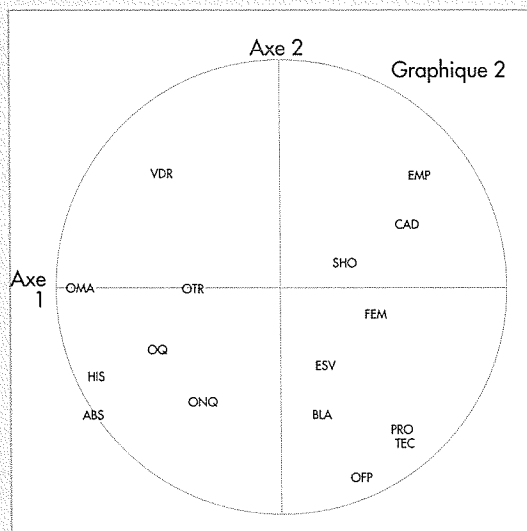 Axe 2
Graphique 2
VDR
EMP
CAD
SHO
Axe
1
OMA
OTR
FEM
OQ
ESV
HIS
ONQ
ABS
BLA
PRO
TEC
OFP